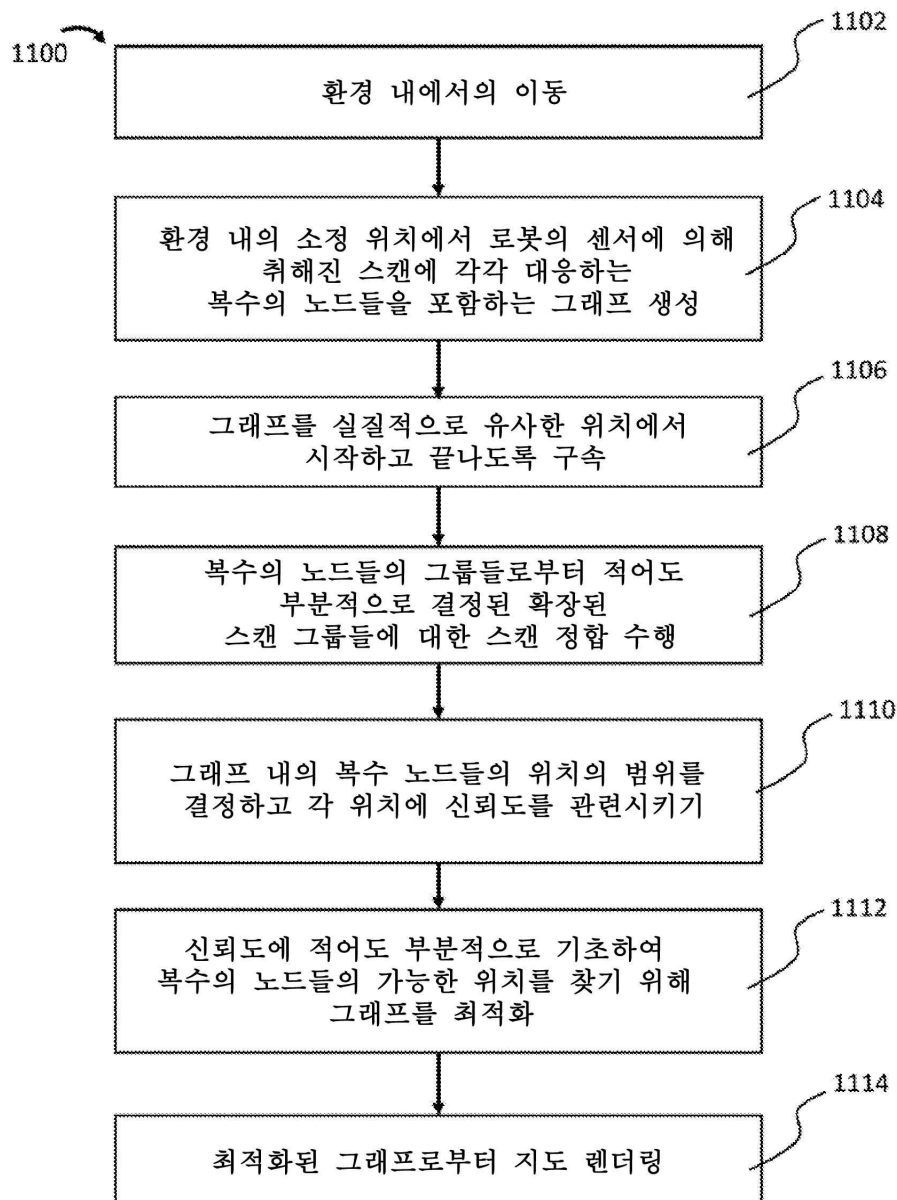 1100
1102
환경 내에서의 이동
1104
환경 내의 소정 위치에서 로봇의 센서에 의해
취해진 스캔에 각각 대응하는
복수의 노드들을 포함하는 그래프 생성
1106
그래프를 실질적으로 유사한 위치에서
시작하고 끝나도록 구속
1108
복수의 노드들의 그룹들로부터 적어도
부분적으로 결정된 확장된
스캔 그룹들에 대한 스캔 정합 수행
1110
그래프 내의 복수 노드들의 위치의 범위를
결정하고 각 위치에 신뢰도를 관련시키기
1112
신뢰도에 적어도 부분적으로 기초하여
복수의 노드들의 가능한 위치를 찾기 위해
그래프를 최적화
1114
최적화된 그래프로부터 지도 렌더링